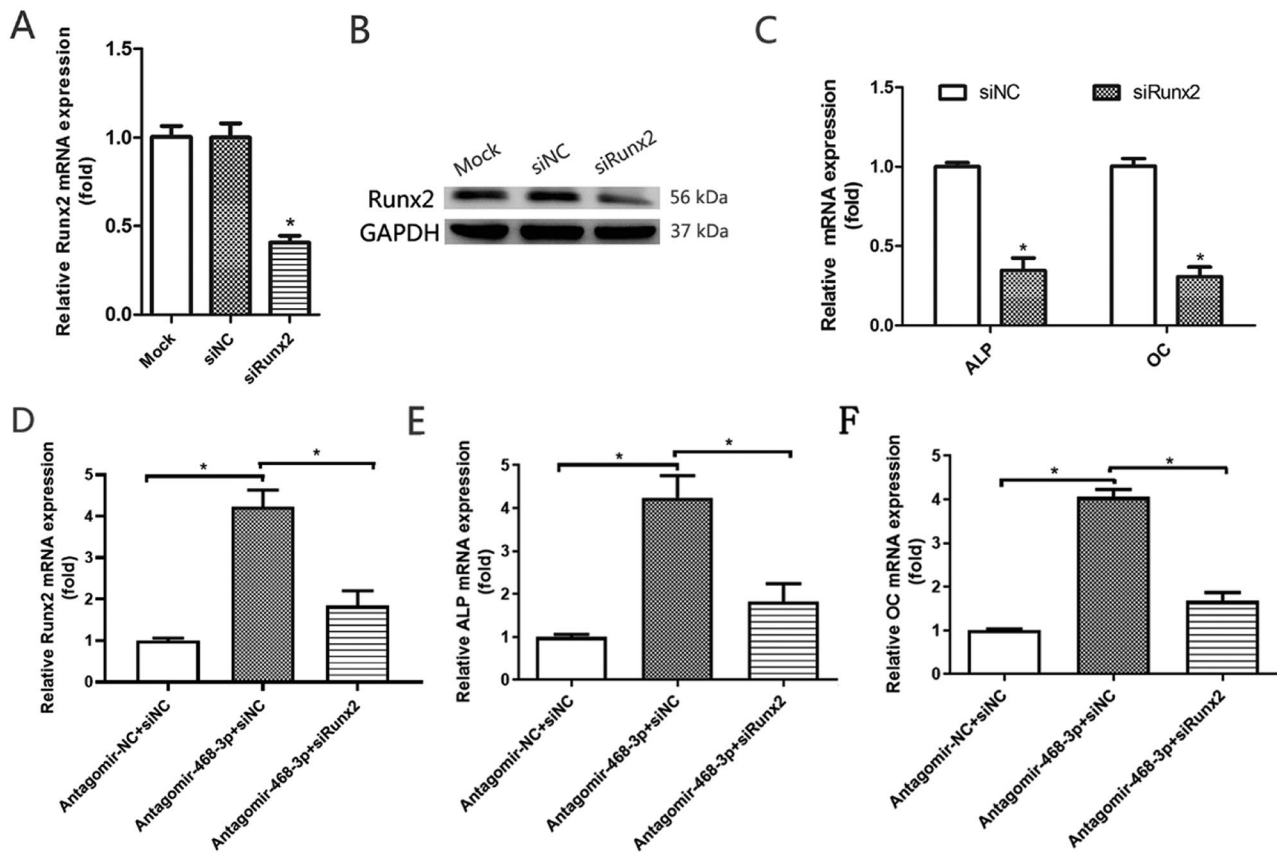 A
Relative Runx2 mRNA expression
(fold)
1.5
1.0
0.5
0.0
*
Mock
siNC
siRunx2
B
Mock
siNC
siRunx2
Runx2
56 kDa
GAPDH
37 kDa
C
Relative mRNA expression
(fold)
1.5
1.0
0.5
0.0
siNC
siRunx2
*
*
ALP
OC
D
Relative Runx2 mRNA expression
(fold)
5
4
3
2
1
0
*
*
Antagomir-NC+siNC
Antagomir-468-3p+siNC
Antagomir-468-3p+siRunx2
E
Relative ALP mRNA expression
(fold)
5
4
3
2
1
0
*
*
Antagomir-NC+siNC
Antagomir-468-3p+siNC
Antagomir-468-3p+siRunx2
F
Relative OC mRNA expression
(fold)
5
4
3
2
1
0
*
*
Antagomir-NC+siNC
Antagomir-468-3p+siNC
Antagomir-468-3p+siRunx2